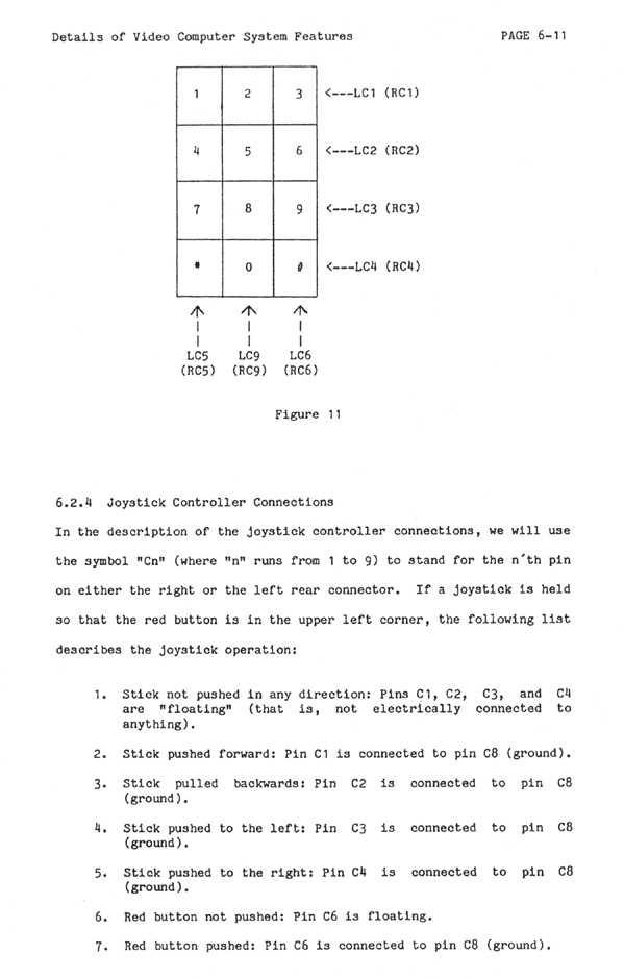 Details of Video Computer System Features PAGE 6-11
1 2 3 <---LC1 (RC1)
4 5 6 <---LC2 (RC2)
7 8 9 <---LC3 (RC3)
* 0 # <---LC4 (RC4)
LC5 LC9 LC6
(RC5) (RC9) (RC6)
Figure 11
6.2.4 Joystick Controller Connections
In the description of the joystick controller connections, we will use
the symbol "Cn" (where "n" runs from 1 to 9) to stand for the n'th pin
on either the right or the left rear connector. If a joystick is held
so that the red button is in the upper left corner, the following list
describes the joystick operation:
1. Stick not pushed in any direction: Pins C1, C2, C3, and C4
are "floating" (that is, not electrically connected to
anything).
2. Stick pushed forward: Pin C1 is connected to pin C8 (ground).
3. Stick pulled backwards: Pin C2 is connected to pin C8
(ground).
4. Stick pushed to the left: Pin C3 is connected to pin C8
(ground).
5. Stick pushed to the right: Pin C4 is connected to pin C8
(ground).
6. Red button not pushed: Pin C6 is floating.
7. Red button pushed: Pin C6 is connected to pin C8 (ground).